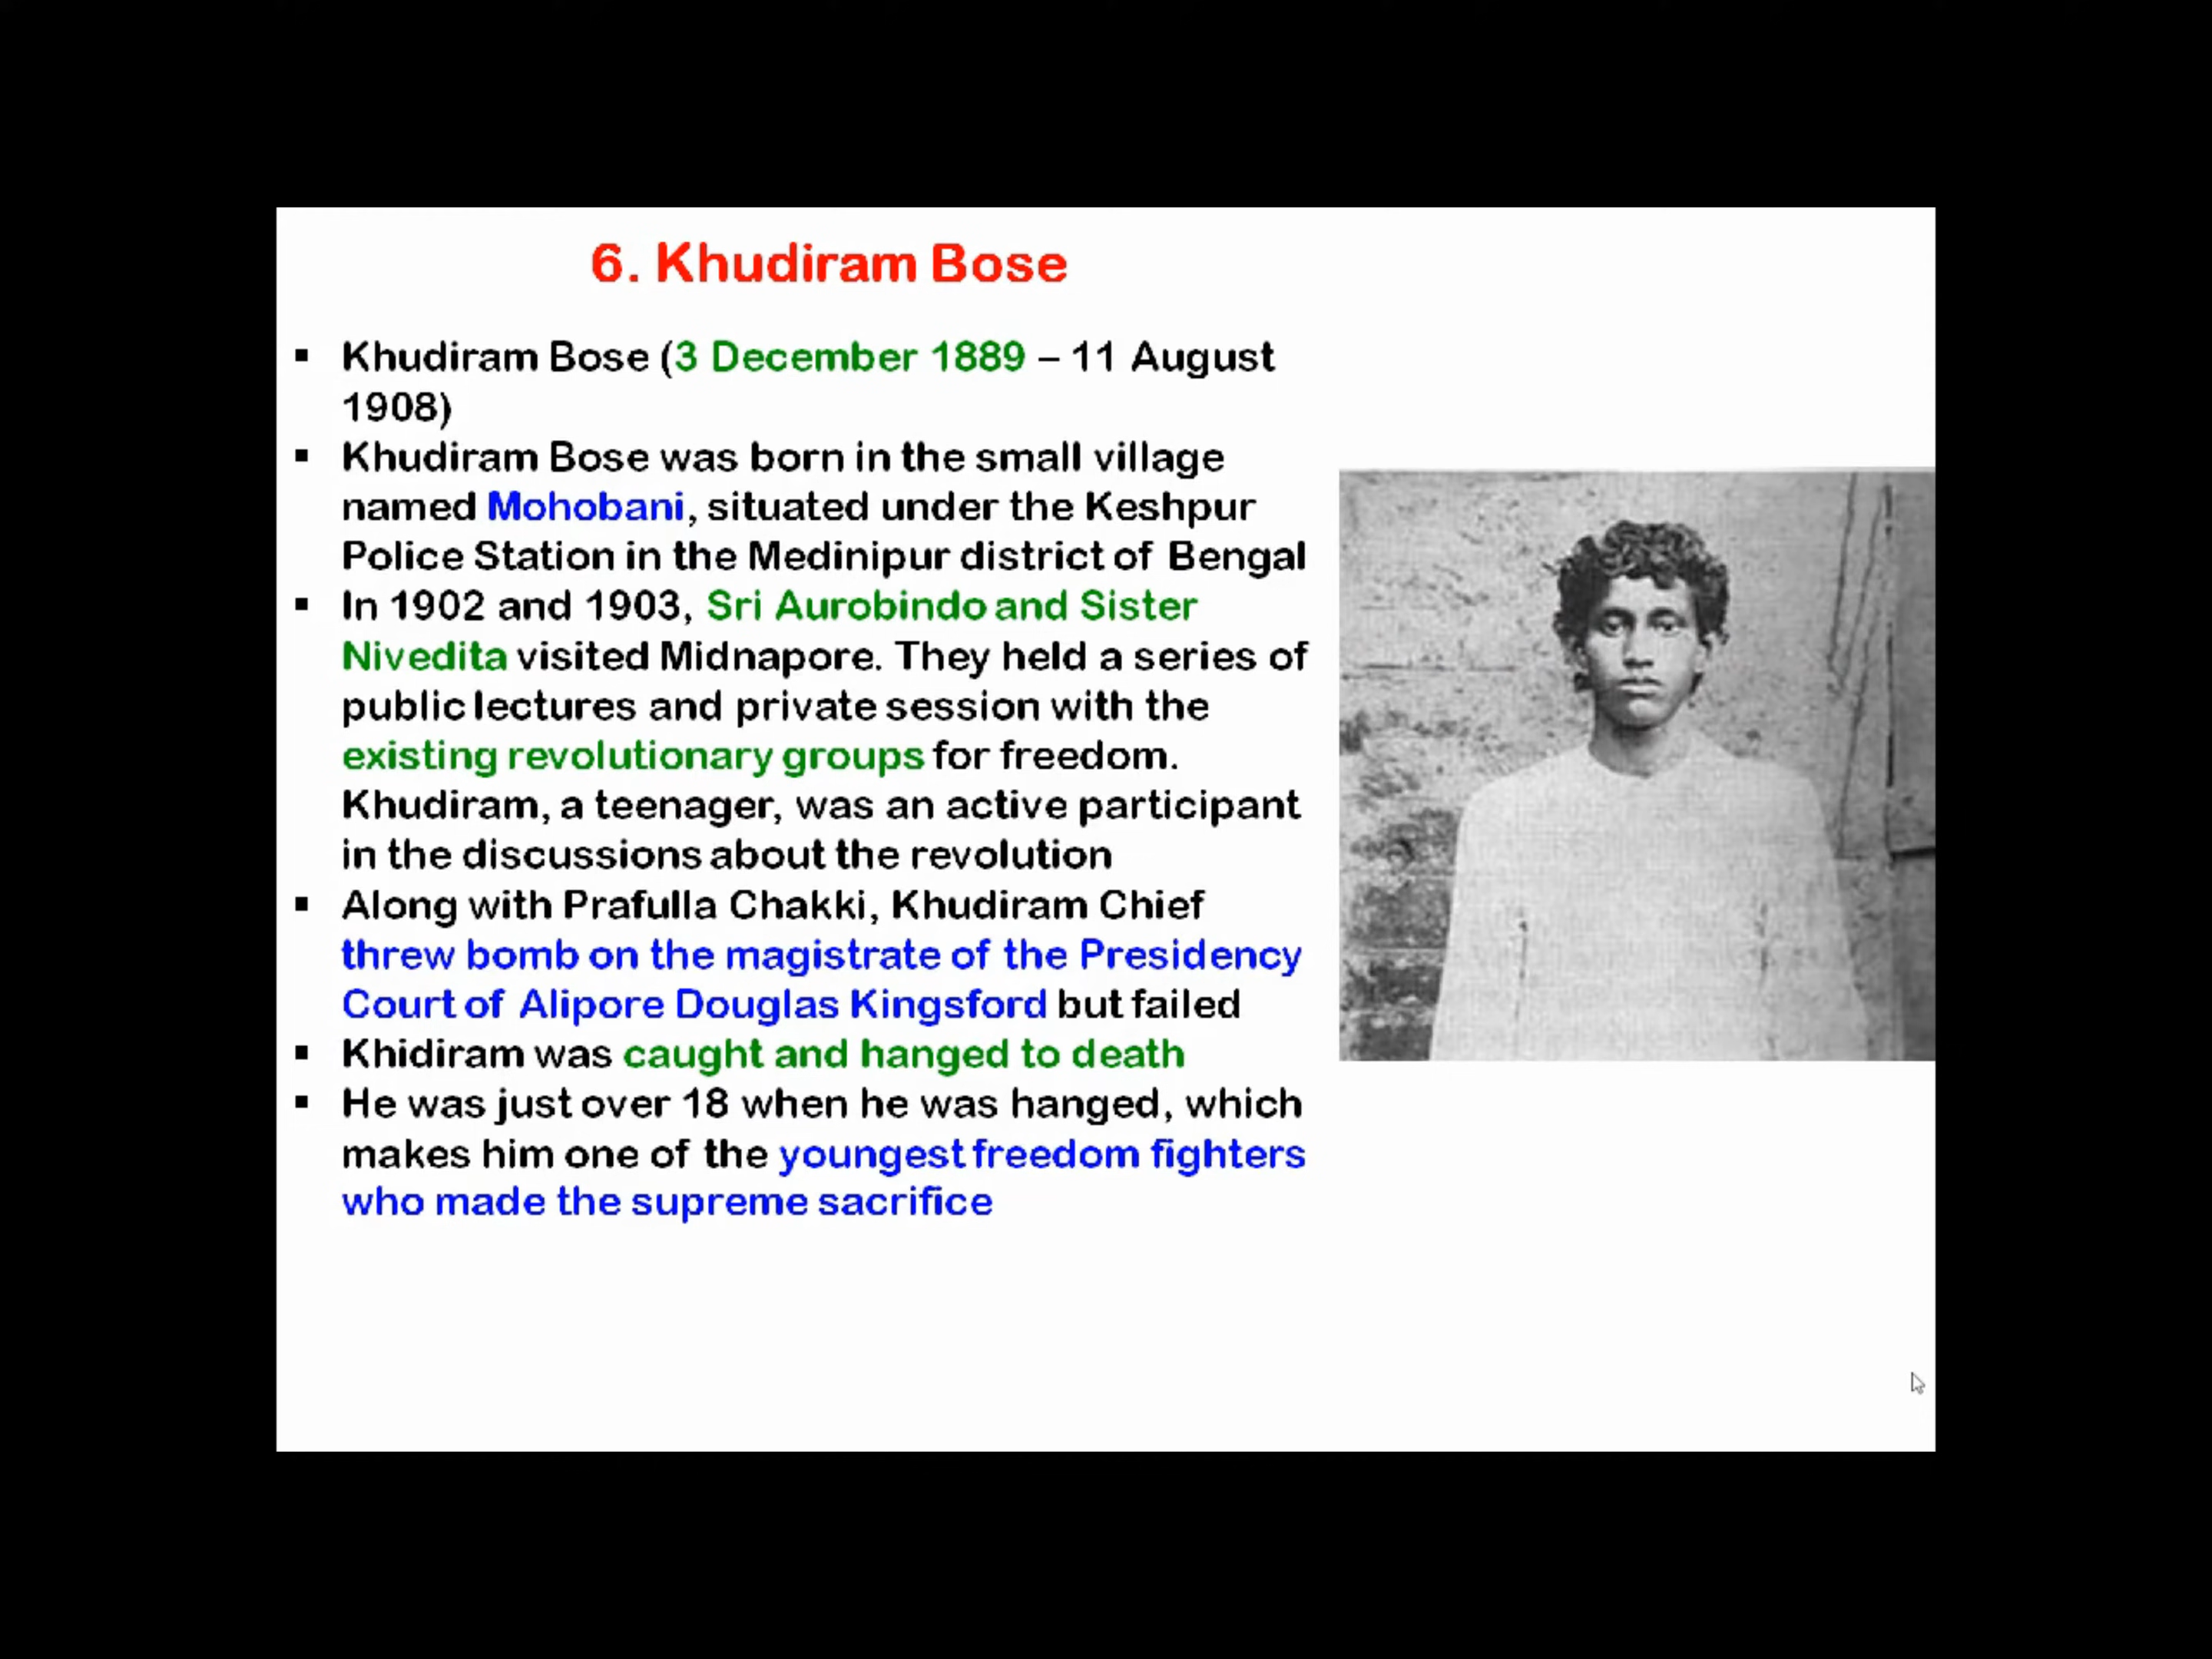 6. Khudiram Bose
▪ Khudiram Bose (3 December 1889 – 11 August
1908)
▪ Khudiram Bose was born in the small village
named Mohobani, situated under the Keshpur
Police Station in the Medinipur district of Bengal
▪ In 1902 and 1903, Sri Aurobindo and Sister
Nivedita visited Midnapore. They held a series of
public lectures and private session with the
existing revolutionary groups for freedom.
Khudiram, a teenager, was an active participant
in the discussions about the revolution
▪ Along with Prafulla Chakki, Khudiram Chief
threw bomb on the magistrate of the Presidency
Court of Alipore Douglas Kingsford but failed
▪ Khidiram was caught and hanged to death
▪ He was just over 18 when he was hanged, which
makes him one of the youngest freedom fighters
who made the supreme sacrifice